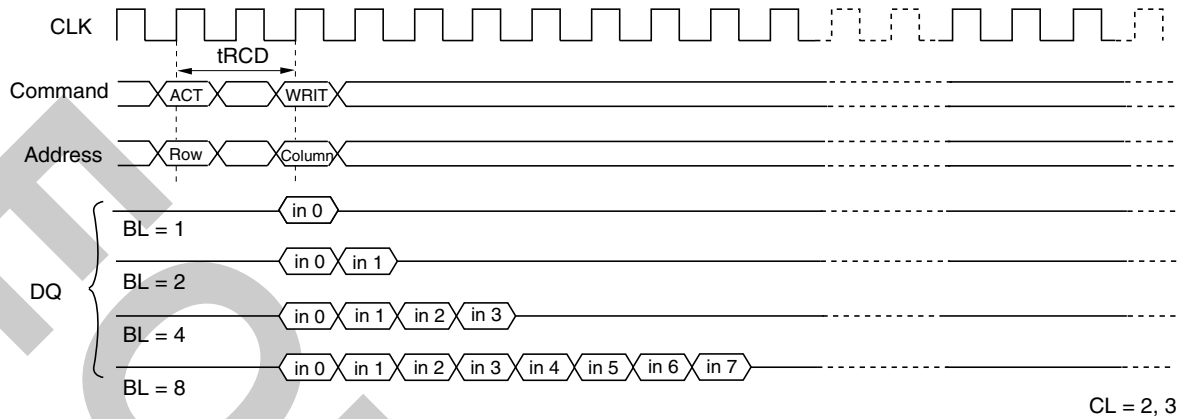 CLK
tRCD
Command ACT WRIT
Address Row Column
in 0
BL = 1
in 0 in 1
BL = 2
DQ
in 0 in 1 in 2 in 3
BL = 4
in 0 in 1 in 2 in 3 in 4 in 5 in 6 in 7
BL = 8
CL = 2, 3